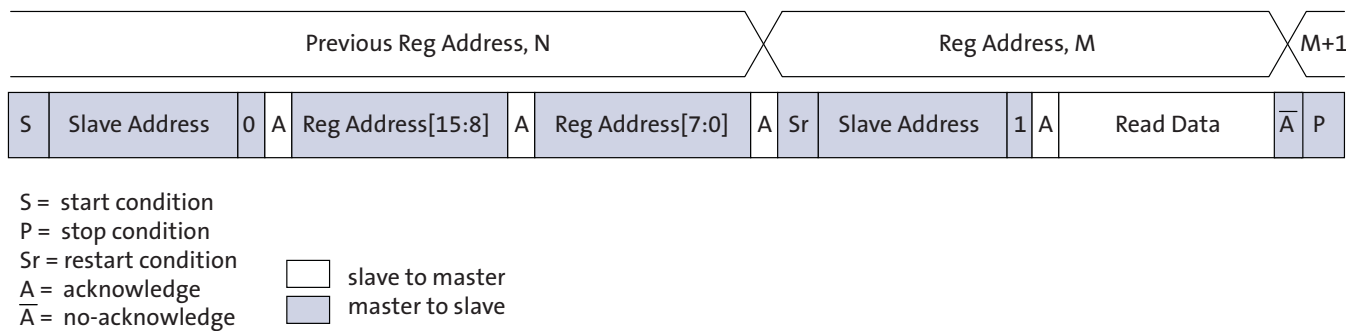 Previous Reg Address, N Reg Address, M M+1
S Slave Address 0 A Reg Address[15:8] A Reg Address[7:0] A Sr Slave Address 1 A Read Data A̅ P
S = start condition
P = stop condition
Sr = restart condition
A = acknowledge
A̅ = no-acknowledge
slave to master
master to slave